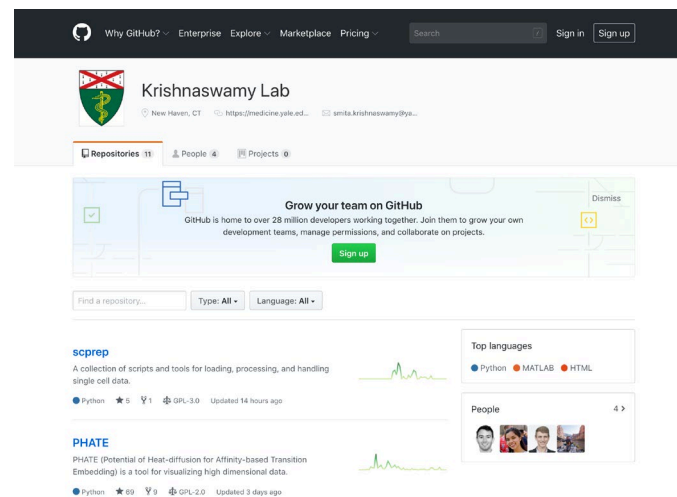 Why GitHub? Enterprise Explore Marketplace Pricing Search / Sign in Sign up
Krishnaswamy Lab
New Haven, CT https://medicine.yale.ed... smita.krishnaswamy@ya...
Repositories 11 People 4 Projects 0
Grow your team on GitHub
Dismiss
GitHub is home to over 28 million developers working together. Join them to grow your own
development teams, manage permissions, and collaborate on projects.
Sign up
Find a repository... Type: All Language: All
scprep
A collection of scripts and tools for loading, processing, and handling
single cell data.
Python 5 1 GPL-3.0 Updated 14 hours ago
PHATE
PHATE (Potential of Heat-diffusion for Affinity-based Transition
Embedding) is a tool for visualizing high dimensional data.
Python 69 9 GPL-2.0 Updated 3 days ago
Top languages
Python MATLAB HTML
People 4 >